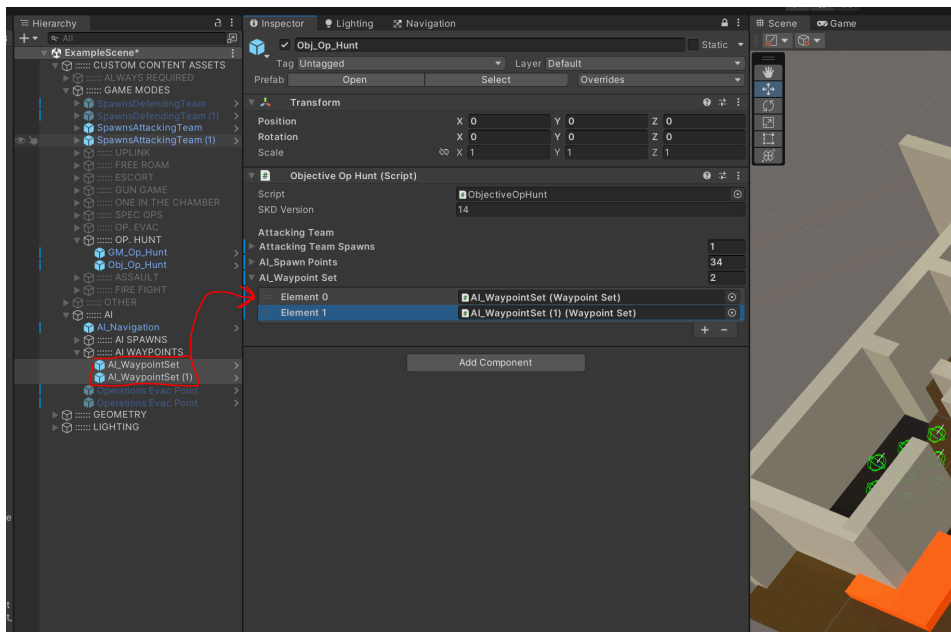 Hierarchy
All
ExampleScene*
:::::: CUSTOM CONTENT ASSETS
:::::: ALWAYS REQUIRED
:::::: GAME MODES
SpawnsDefendingTeam
SpawnsDefendingTeam (1)
SpawnsAttackingTeam
SpawnsAttackingTeam (1)
:::::: UPLINK
:::::: FREE ROAM
:::::: ESCORT
:::::: GUN GAME
:::::: ONE IN THE CHAMBER
:::::: SPEC OPS
:::::: OP. EVAC
:::::: OP. HUNT
GM_Op_Hunt
Obj_Op_Hunt
:::::: ASSAULT
:::::: FIRE FIGHT
:::::: OTHER
:::::: AI
AI_Navigation
:::::: AI SPAWNS
:::::: AI WAYPOINTS
AI_WaypointSet
AI_WaypointSet (1)
Operations Evac Point
Operations Evac Point
:::::: GEOMETRY
:::::: LIGHTING
Inspector Lighting Navigation
Obj_Op_Hunt Static
Tag Untagged Layer Default
Prefab Open Select Overrides
Transform
Position X 0 Y 0 Z 0
Rotation X 0 Y 0 Z 0
Scale X 1 Y 1 Z 1
# Objective Op Hunt (Script)
Script ObjectiveOpHunt
SKD Version 14
Attacking Team
Attacking Team Spawns 1
AI_Spawn Points 34
AI_Waypoint Set 2
Element 0 AI_WaypointSet (Waypoint Set)
Element 1 AI_WaypointSet (1) (Waypoint Set)
+ −
Add Component
Scene Game